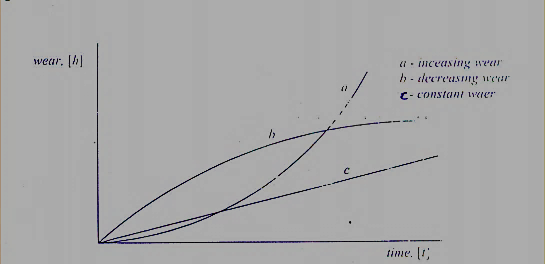 wear, [h]
a - inceasing wear
b - decreasing wear
c - constant waer
a
b
c
time, [t]